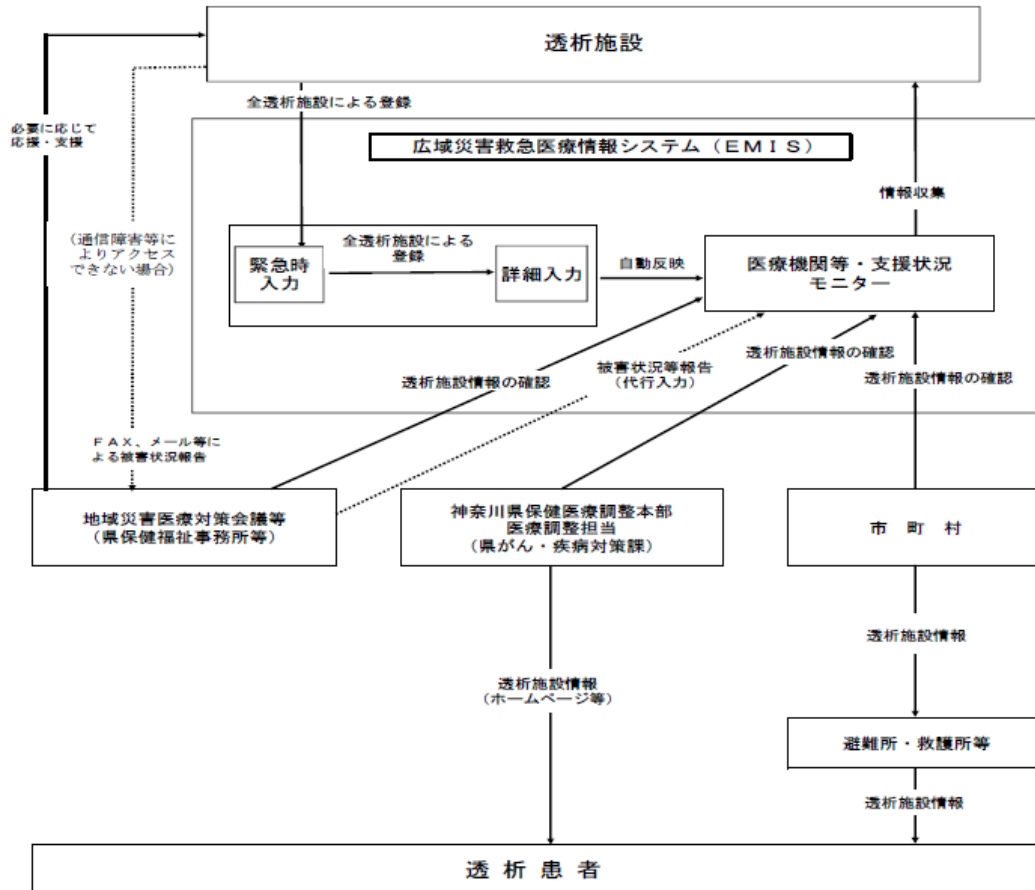 透析施設
全透析施設による登録
必要に応じて
応援・支援
広域災害救急医療情報システム（ＥＭＩＳ）
情報収集
（通信障害等に
よりアクセス
できない場合）
全透析施設による
登録
緊急時
入力
詳細入力
自動反映
医療機関等・支援状況
モニター
透析施設情報の確認
被害状況等報告
（代行入力）
透析施設情報の確認
透析施設情報の確認
ＦＡＸ、メール等に
よる被害状況報告
地域災害医療対策会議等
（県保健福祉事務所等）
神奈川県保健医療調整本部
医療調整担当
（県がん・疾病対策課）
市　町　村
透析施設情報
（ホームページ等）
透析施設情報
避難所・救護所等
透析施設情報
透 析 患 者